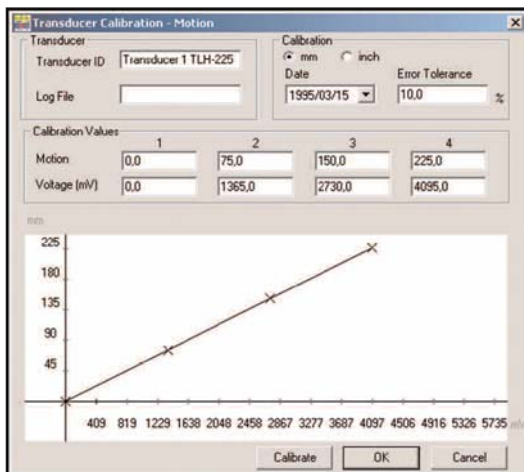 Transducer Calibration - Motion
Transducer
Transducer ID
Transducer 1 TLH-225
Log File
Calibration
mm
inch
Date
Error Tolerance
1995/03/15
10,0
%
Calibration Values
1 2 3 4
Motion 0,0 75,0 150,0 225,0
Voltage (mV) 0,0 1365,0 2730,0 4095,0
mm
225
180
135
90
45
409 819 1229 1638 2048 2458 2867 3277 3687 4097 4506 4916 5326 5735
Calibrate OK Cancel